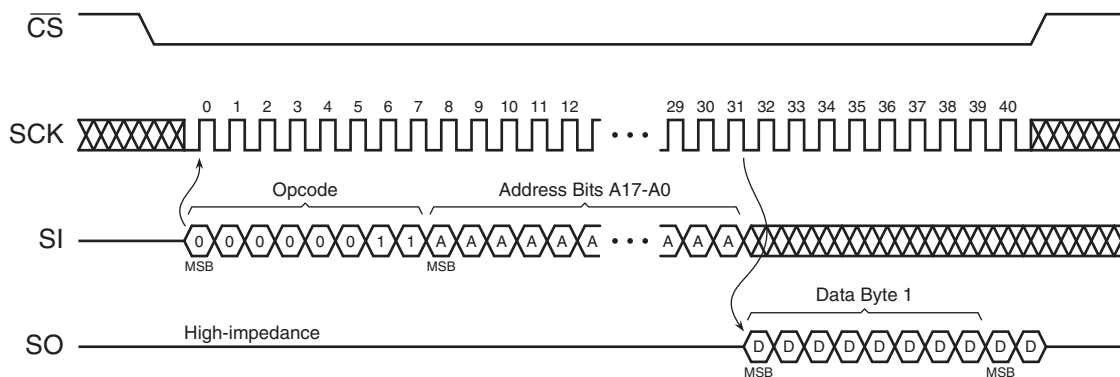 CS
0 1 2 3 4 5 6 7 8 9 10 11 12 29 30 31 32 33 34 35 36 37 38 39 40
SCK
Opcode Address Bits A17-A0
SI 0 0 0 0 0 0 1 1 A A A A A A A A A
MSB MSB
Data Byte 1
High-impedance
SO D D D D D D D D D D
MSB MSB